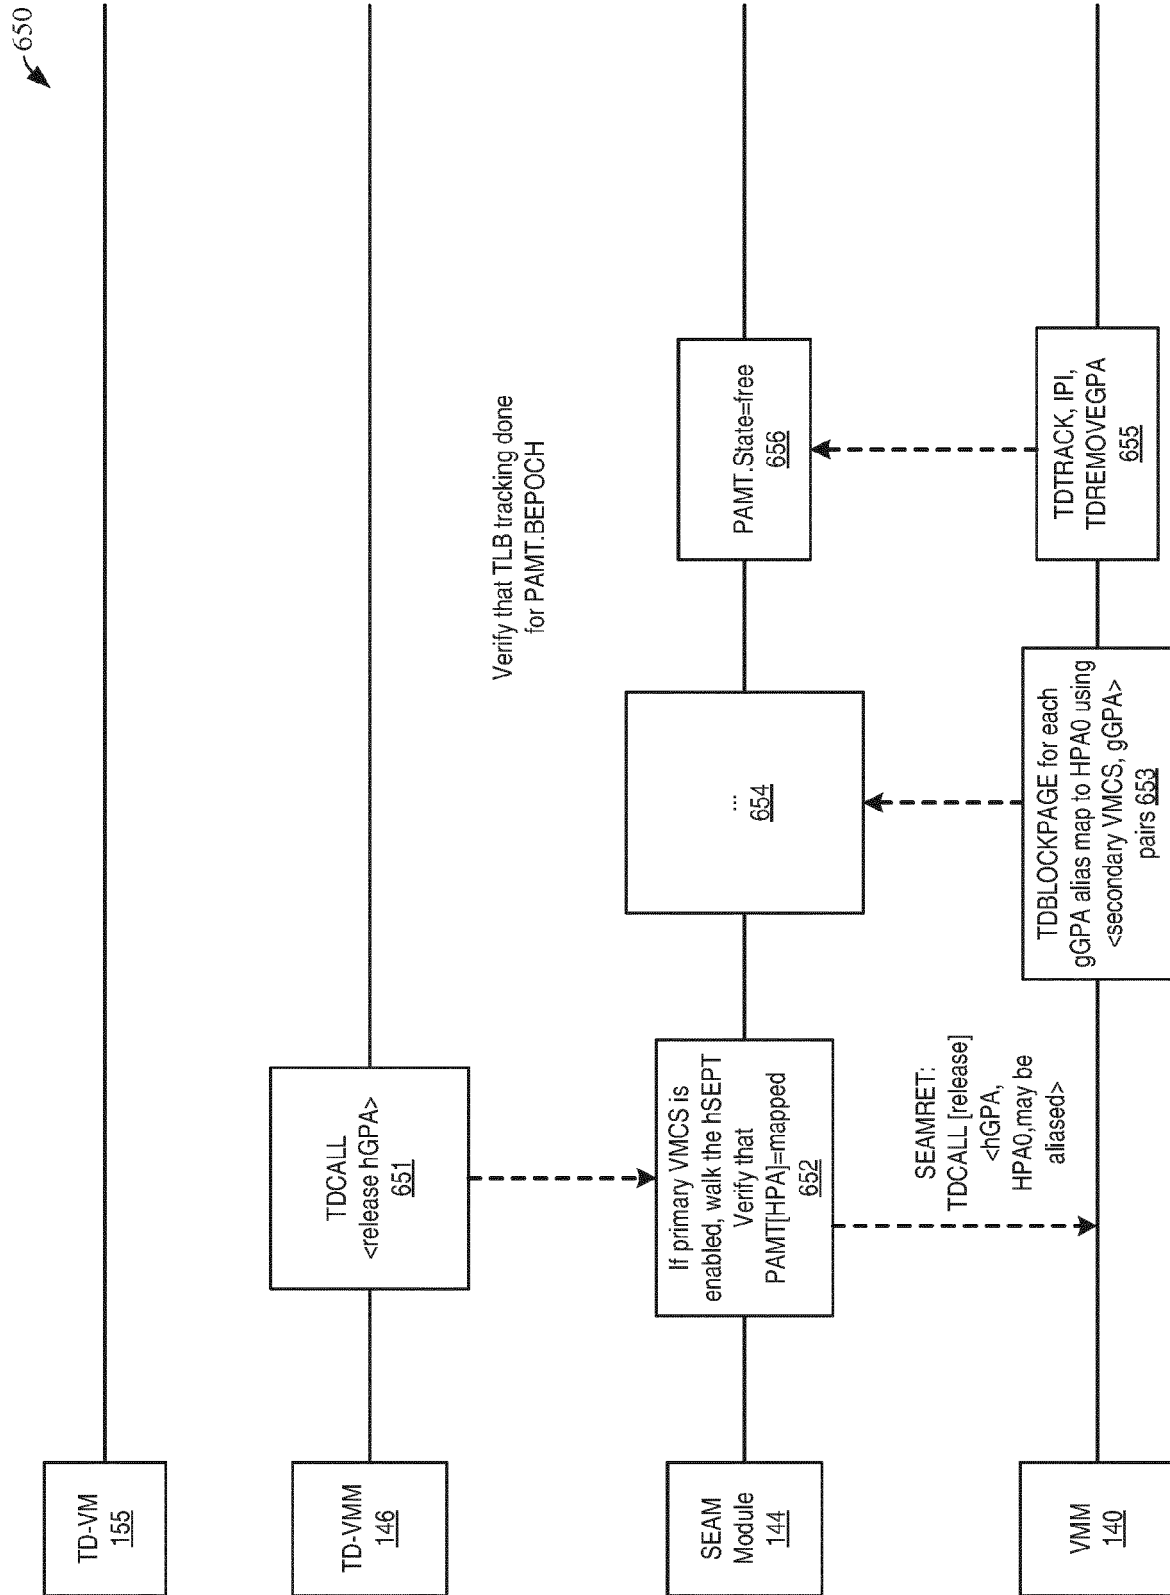 650
TD-VM
155
TD-VMM
146
TDCALL
<release hGPA>
651
Verify that TLB tracking done
for PAMT.BEPOCH
SEAM
Module
144
If primary VMCS is
enabled, walk the hSEPT
Verify that
PAMT[HPA]=mapped
652
...
654
PAMT.State=free
656
SEAMRET:
TDCALL [release]
<hGPA,
HPA0,may be
aliased>
VMM
140
TDBLOCKPAGE for each
gGPA alias map to HPA0 using
<secondary VMCS, gGPA>
pairs 653
TDTRACK, IPI,
TDREMOVEGPA
655